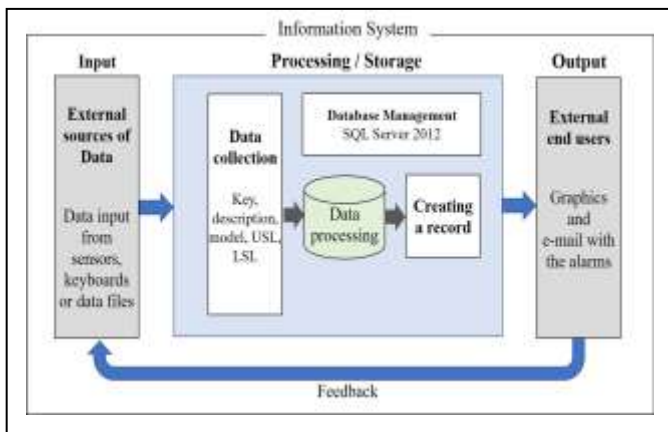 Information System
Input
External
sources of
Data
Data input
from
sensors,
keyboards
or data files
Processing / Storage
Data
collection
Key,
description,
model, USL,
LSL
Database Management
SQL Server 2012
Data
processing
Creating
a record
Output
External
end users
Graphics
and
e-mail with
the alarms
Feedback